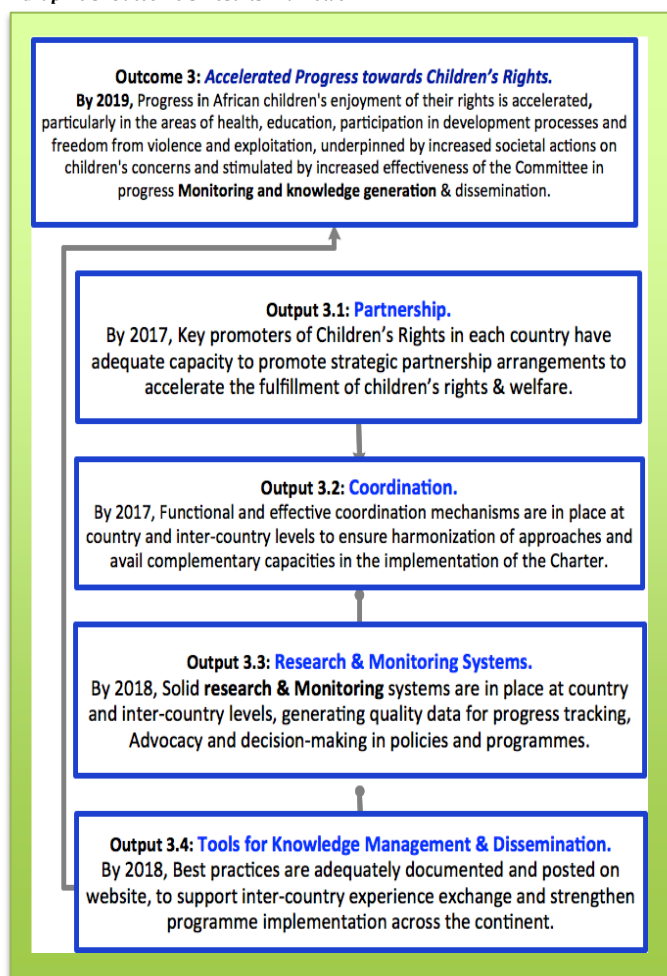 Outcome 3: Accelerated Progress towards Children's Rights.
By 2019, Progress in African children's enjoyment of their rights is accelerated,
particularly in the areas of health, education, participation in development processes and
freedom from violence and exploitation, underpinned by increased societal actions on
children's concerns and stimulated by increased effectiveness of the Committee in
progress Monitoring and knowledge generation & dissemination.
Output 3.1: Partnership.
By 2017, Key promoters of Children's Rights in each country have
adequate capacity to promote strategic partnership arrangements to
accelerate the fulfillment of children's rights & welfare.
Output 3.2: Coordination.
By 2017, Functional and effective coordination mechanisms are in place at
country and inter-country levels to ensure harmonization of approaches and
avail complementary capacities in the implementation of the Charter.
Output 3.3: Research & Monitoring Systems.
By 2018, Solid research & Monitoring systems are in place at country
and inter-country levels, generating quality data for progress tracking,
Advocacy and decision-making in policies and programmes.
Output 3.4: Tools for Knowledge Management & Dissemination.
By 2018, Best practices are adequately documented and posted on
website, to support inter-country experience exchange and strengthen
programme implementation across the continent.